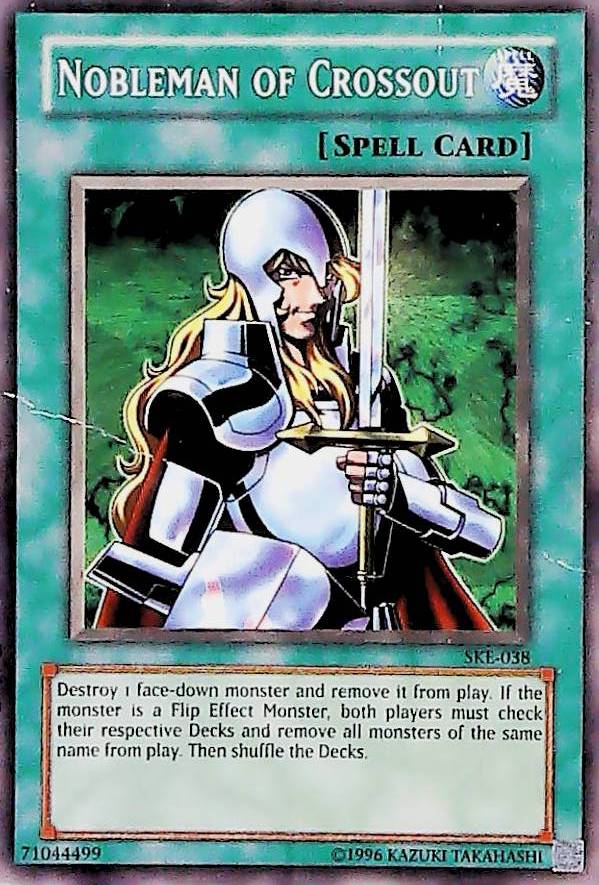 NOBLEMAN OF CROSSOUT 魔
[SPELL CARD]
SKE-038
Destroy 1 face-down monster and remove it from play. If the
monster is a Flip Effect Monster, both players must check
their respective Decks and remove all monsters of the same
name from play. Then shuffle the Decks.
71044499 ©1996 KAZUKI TAKAHASHI